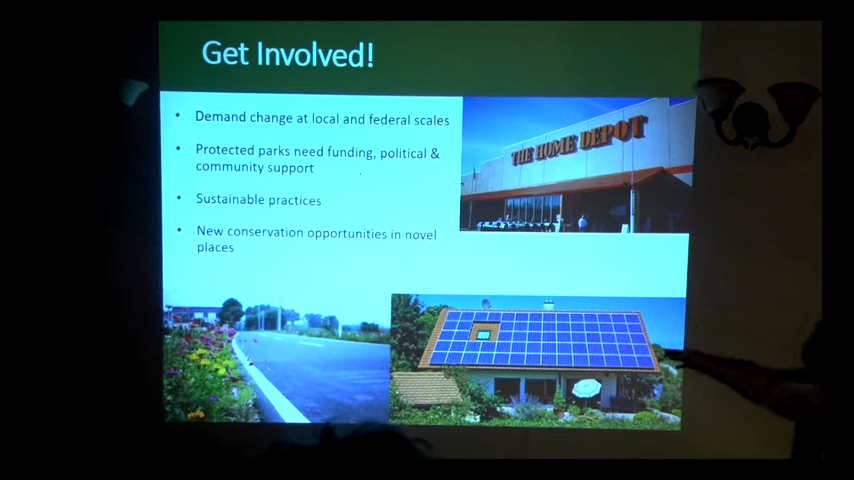 Get Involved!
Demand change at local and federal scales
Protected parks need funding, political &
community support
Sustainable practices
New conservation opportunities in novel
places
THE HOME DEPOT